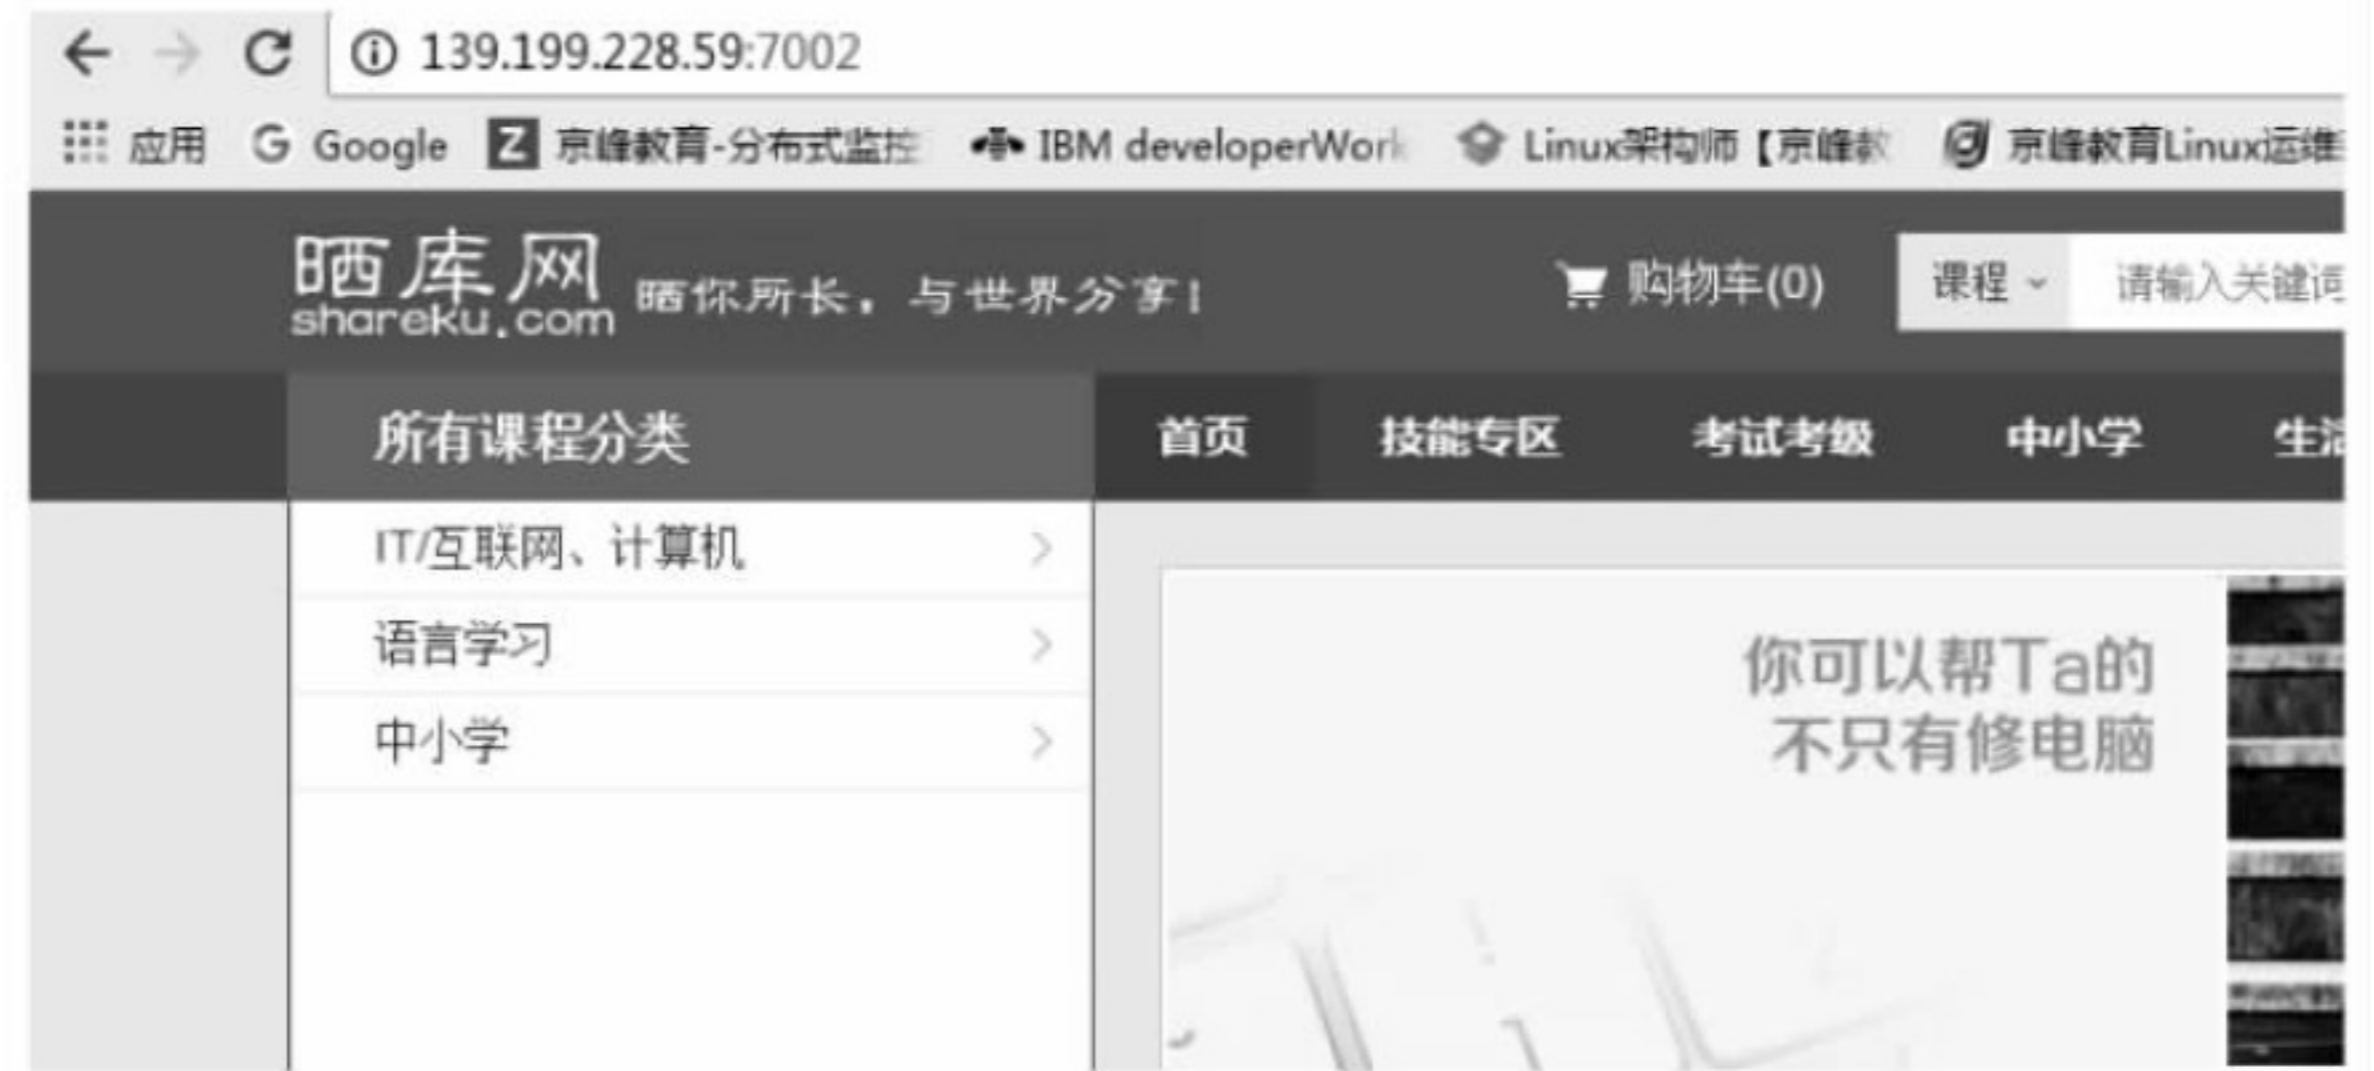 139.199.228.59:7002
应用 Google 京峰教育-分布式监控 IBM developerWork Linux架构师【京峰教 京峰教育Linux运维
晒库网
shareku.com
晒你所长，与世界分享！
购物车(0) 课程 请输入关键词
所有课程分类 首页 技能专区 考试考级 中小学 生活
IT/互联网、计算机
语言学习
中小学
你可以帮Ta的
不只有修电脑